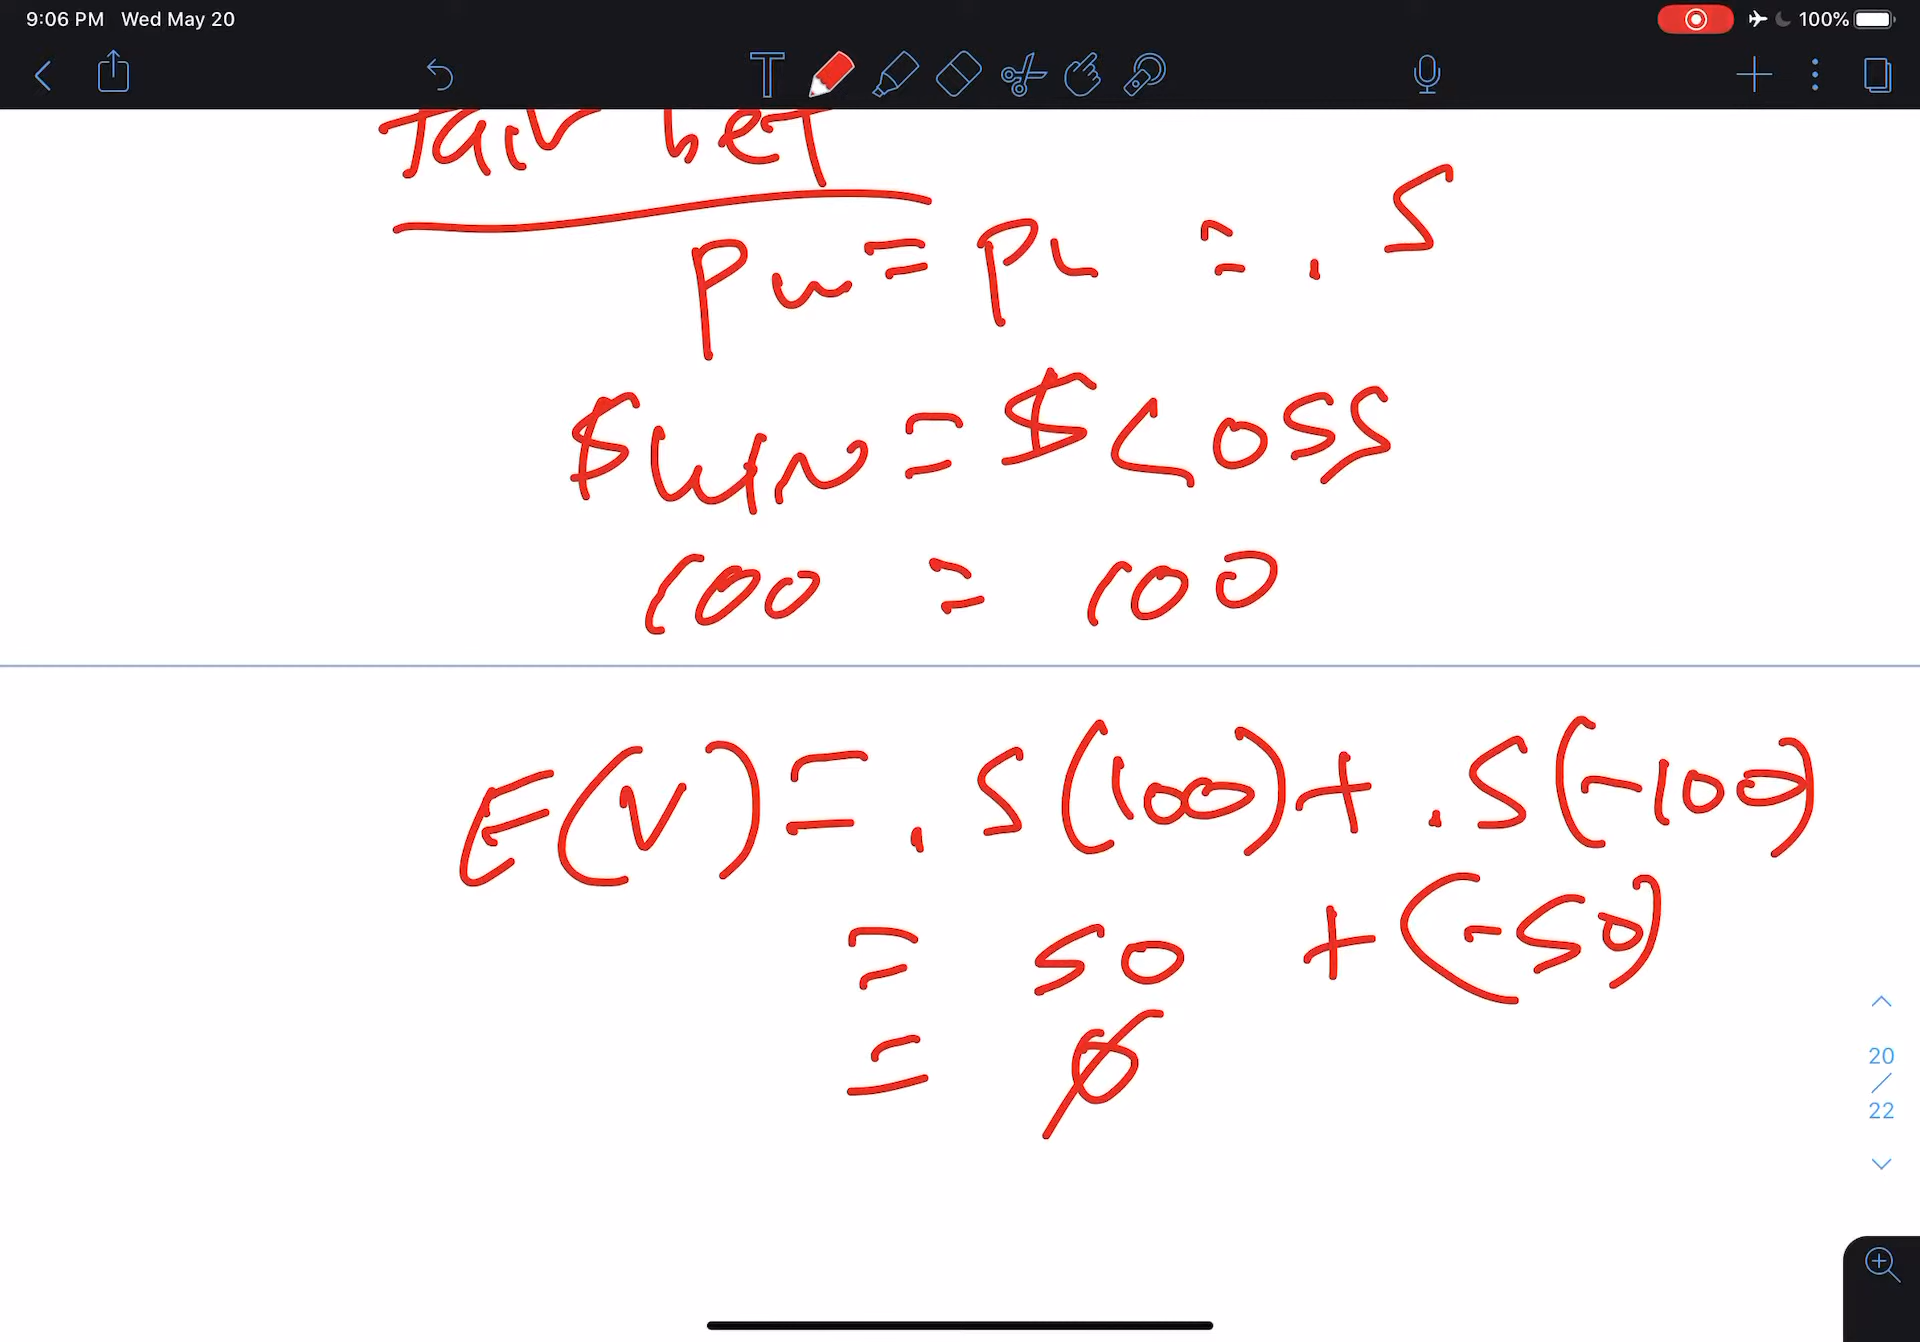 9:06 PM Wed May 20
100%
T
fair bet
Pw = PL = .5
$WIN = $LOSS
100 = 100
E(V) = .5(100) + .5(-100)
= 50 + (-50)
= 0
20
/
22